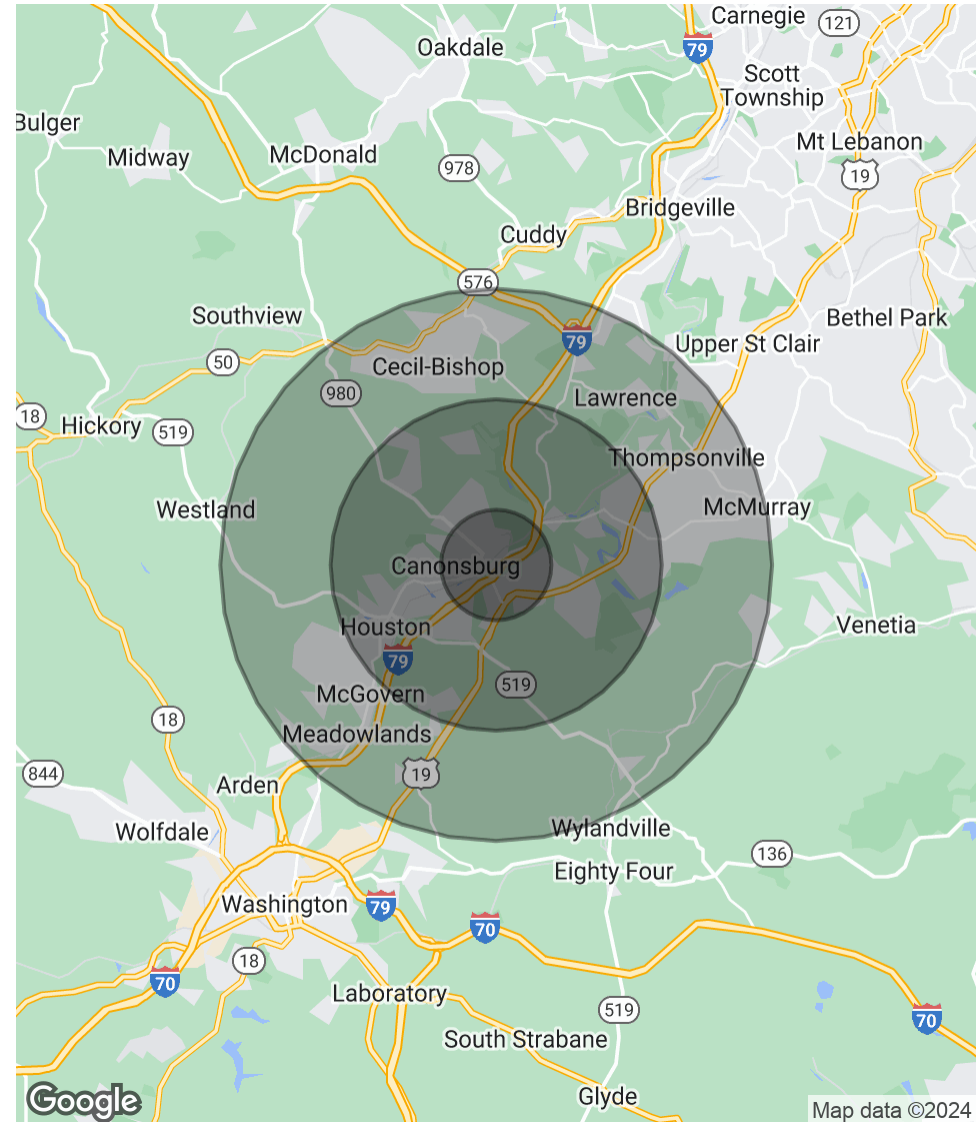 Carnegie
121
Oakdale
79
Scott
Township
Bulger
Midway
McDonald
Mt Lebanon
978
19
Bridgeville
Cuddy
576
Southview
Bethel Park
79
Upper St Clair
50
Cecil-Bishop
980
Lawrence
18
Hickory
519
Thompsonville
Westland
McMurray
Canonsburg
Houston
Venetia
79
519
McGovern
18
Meadowlands
844
19
Arden
Wolfdale
Wylandville
136
Eighty Four
Washington
79
70
18
70
Laboratory
519
70
South Strabane
Glyde
Google
Map data ©2024